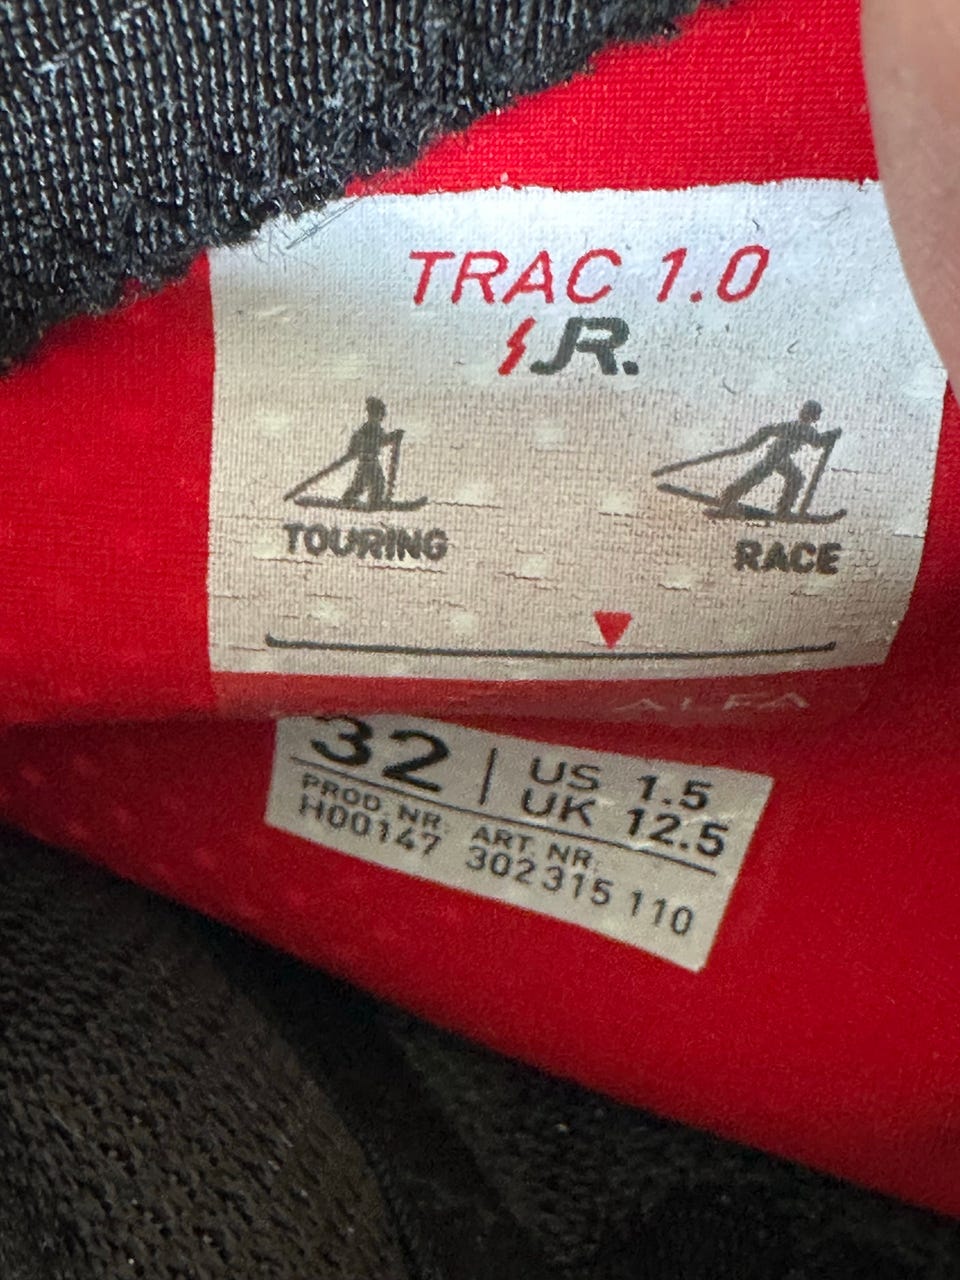 TRAC 1.0
JR.
TOURING RACE
ALFA
32 | US 1.5
UK 12.5
PROD. NR. ART. NR.
H00147 302315 110